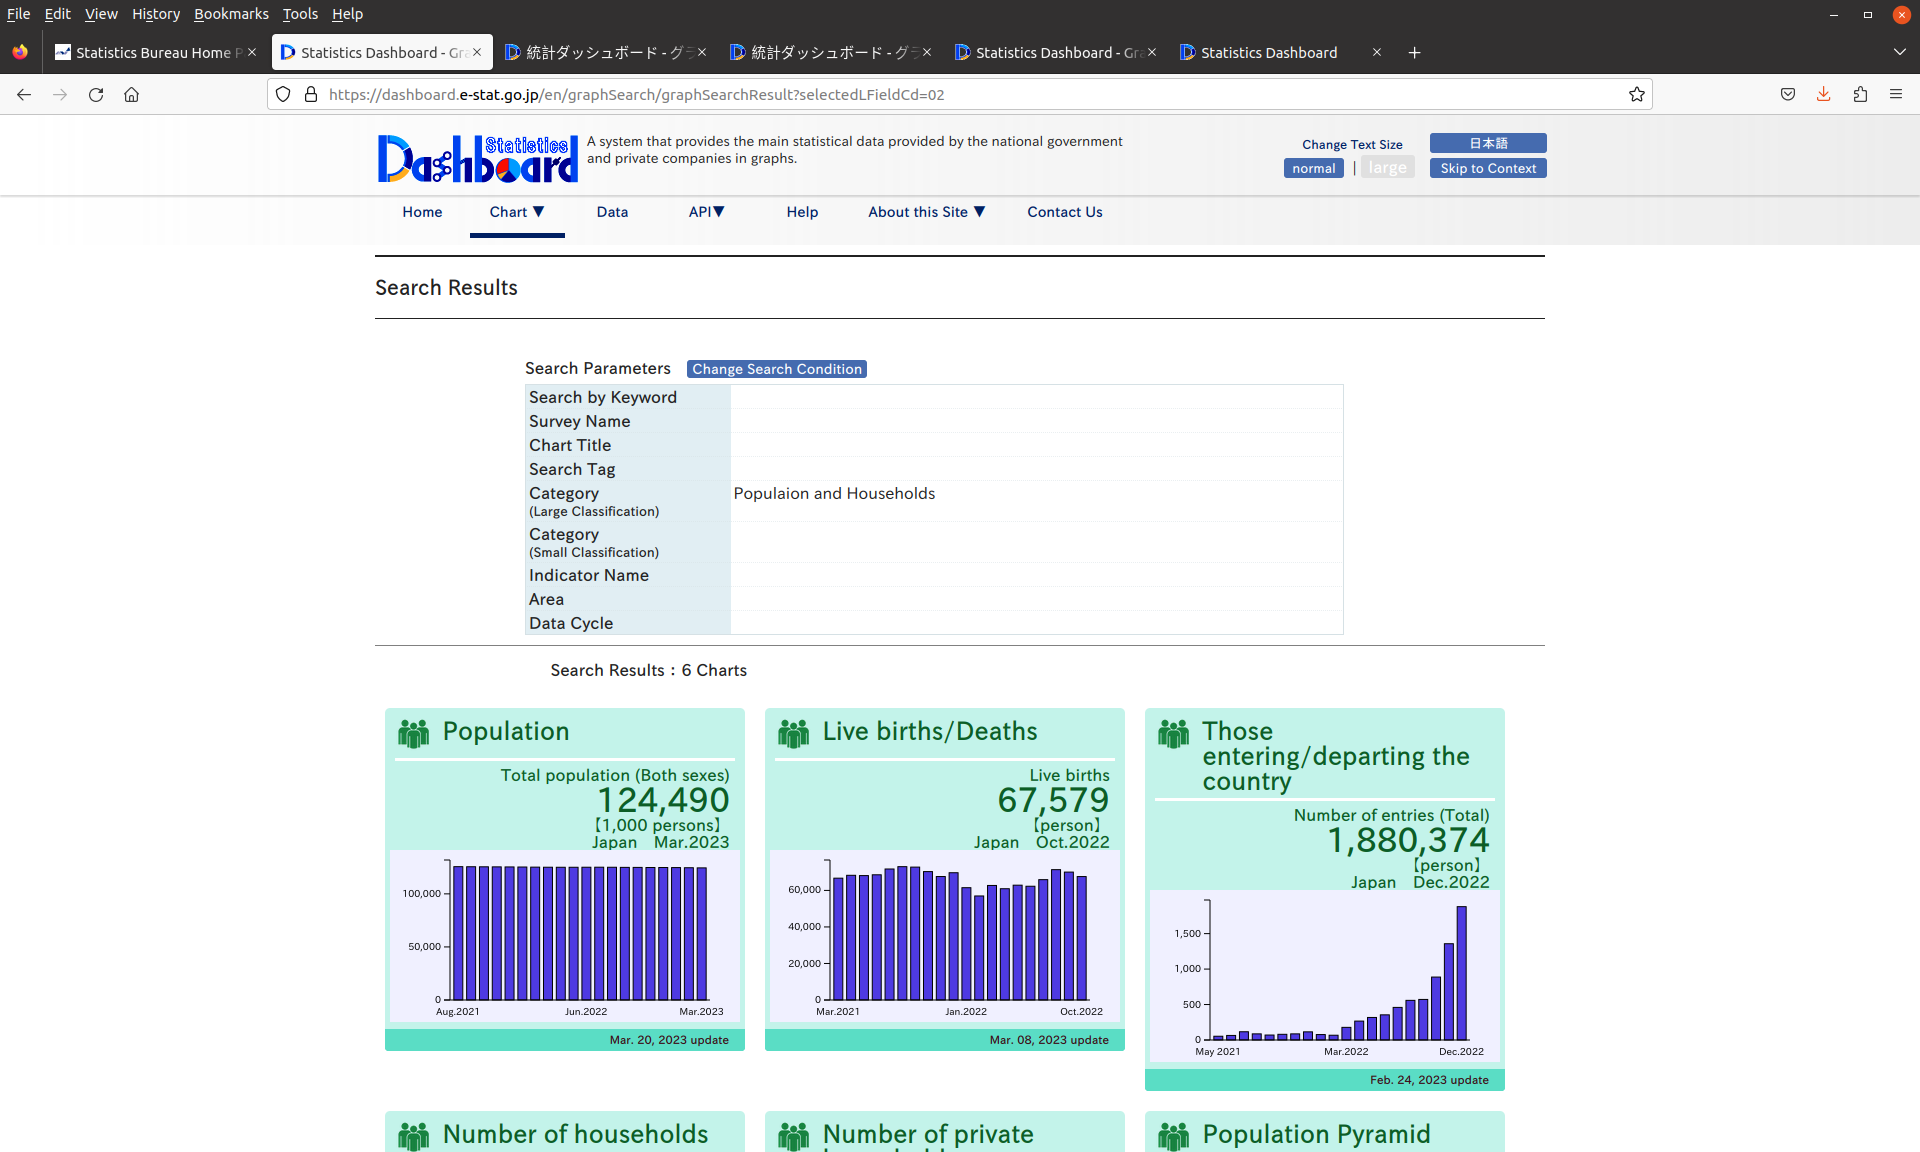 File Edit View History Bookmarks Tools Help
Statistics Bureau Home P
Statistics Dashboard - Gra
統計ダッシュボード - グラ
統計ダッシュボード - グラ
Statistics Dashboard - Gra
Statistics Dashboard
https://dashboard.e-stat.go.jp/en/graphSearch/graphSearchResult?selectedLFieldCd=02
Statistics Dashboard
A system that provides the main statistical data provided by the national government
and private companies in graphs.
Change Text Size
normal | large
日本語
Skip to Context
Home Chart ▼ Data API▼ Help About this Site ▼ Contact Us
Search Results
Search Parameters Change Search Condition
Search by Keyword
Survey Name
Chart Title
Search Tag
Category
(Large Classification)
Populaion and Households
Category
(Small Classification)
Indicator Name
Area
Data Cycle
Search Results : 6 Charts
Population
Total population (Both sexes)
124,490
【1,000 persons】
Japan Mar.2023
100,000
50,000
0
Aug.2021 Jun.2022 Mar.2023
Mar. 20, 2023 update
Live births/Deaths
Live births
67,579
【person】
Japan Oct.2022
60,000
40,000
20,000
0
Mar.2021 Jan.2022 Oct.2022
Mar. 08, 2023 update
Those
entering/departing the
country
Number of entries (Total)
1,880,374
【person】
Japan Dec.2022
1,500
1,000
500
0
May 2021 Mar.2022 Dec.2022
Feb. 24, 2023 update
Number of households
Number of private
Population Pyramid